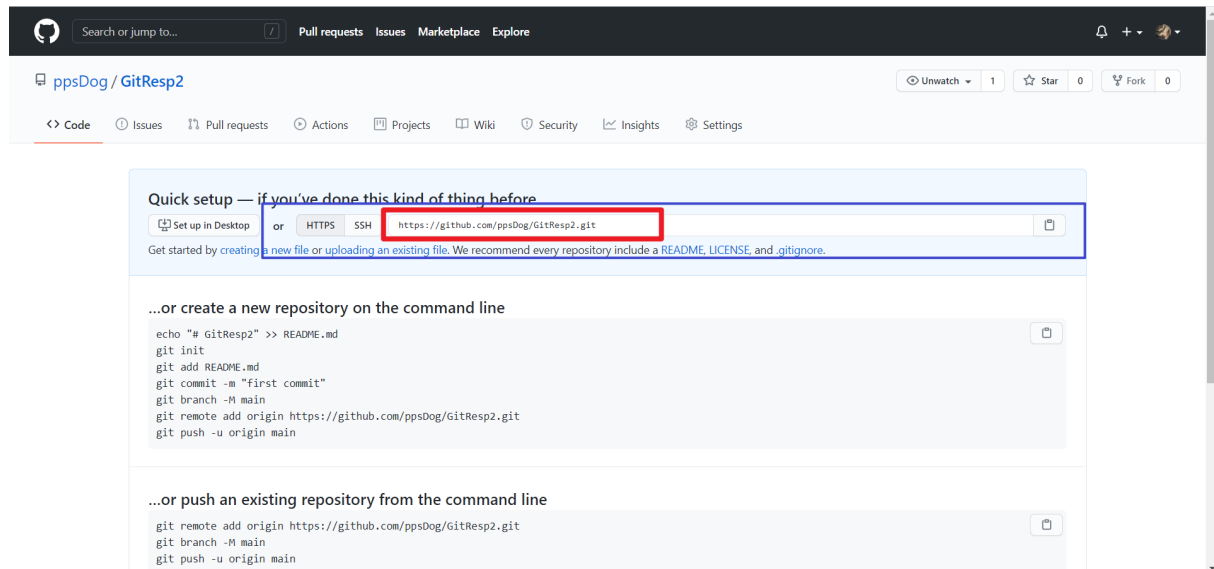 Search or jump to... / Pull requests Issues Marketplace Explore
ppsDog / GitResp2 Unwatch 1 Star 0 Fork 0
<> Code Issues Pull requests Actions Projects Wiki Security Insights Settings
Quick setup — if you've done this kind of thing before
Set up in Desktop or HTTPS SSH https://github.com/ppsDog/GitResp2.git
Get started by creating a new file or uploading an existing file. We recommend every repository include a README, LICENSE, and .gitignore.
...or create a new repository on the command line
echo "# GitResp2" >> README.md
git init
git add README.md
git commit -m "first commit"
git branch -M main
git remote add origin https://github.com/ppsDog/GitResp2.git
git push -u origin main
...or push an existing repository from the command line
git remote add origin https://github.com/ppsDog/GitResp2.git
git branch -M main
git push -u origin main